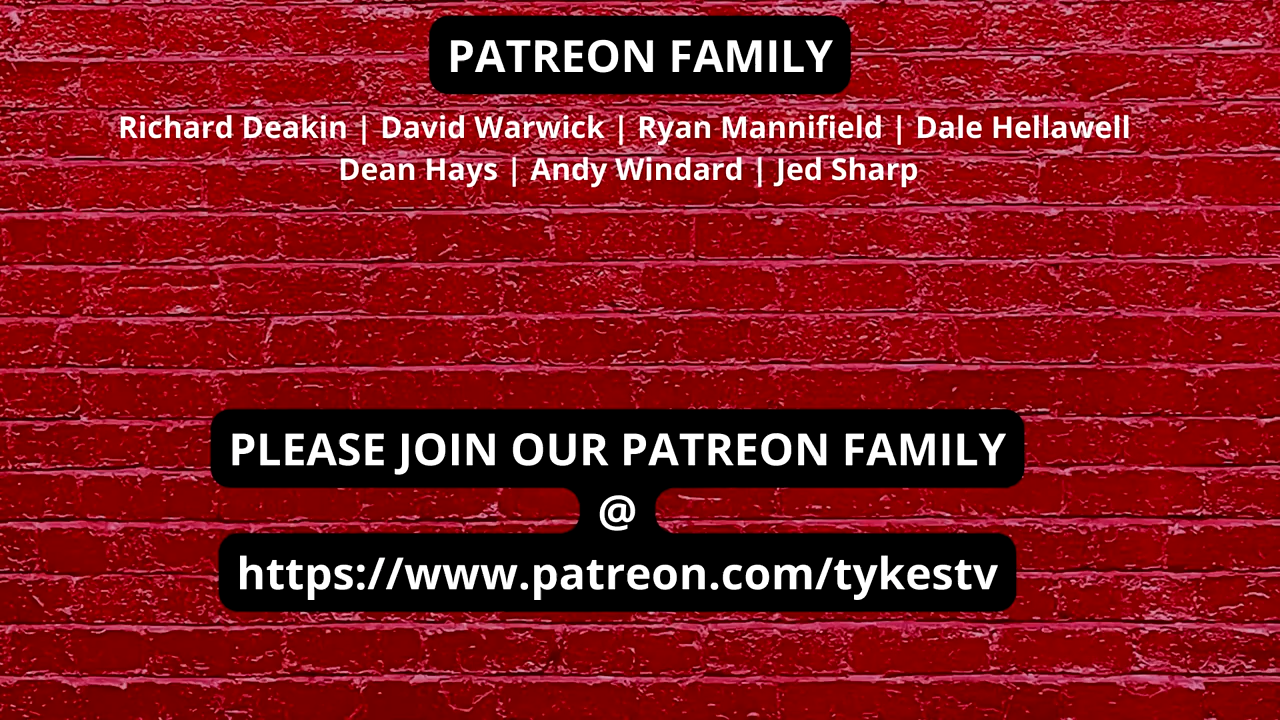 PATREON FAMILY
Richard Deakin | David Warwick | Ryan Mannifield | Dale Hellawell
Dean Hays | Andy Windard | Jed Sharp
PLEASE JOIN OUR PATREON FAMILY
@
https://www.patreon.com/tykestv